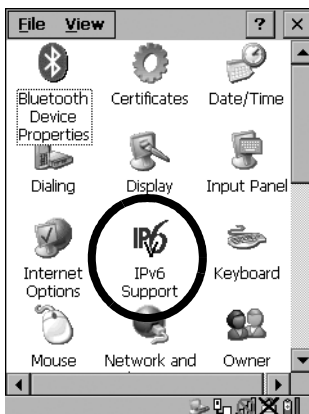 File View ? ×
Bluetooth Device Properties
Certificates
Date/Time
Dialing
Display
Input Panel
Internet Options
IPv6
IPv6 Support
Keyboard
Mouse
Network and
Owner